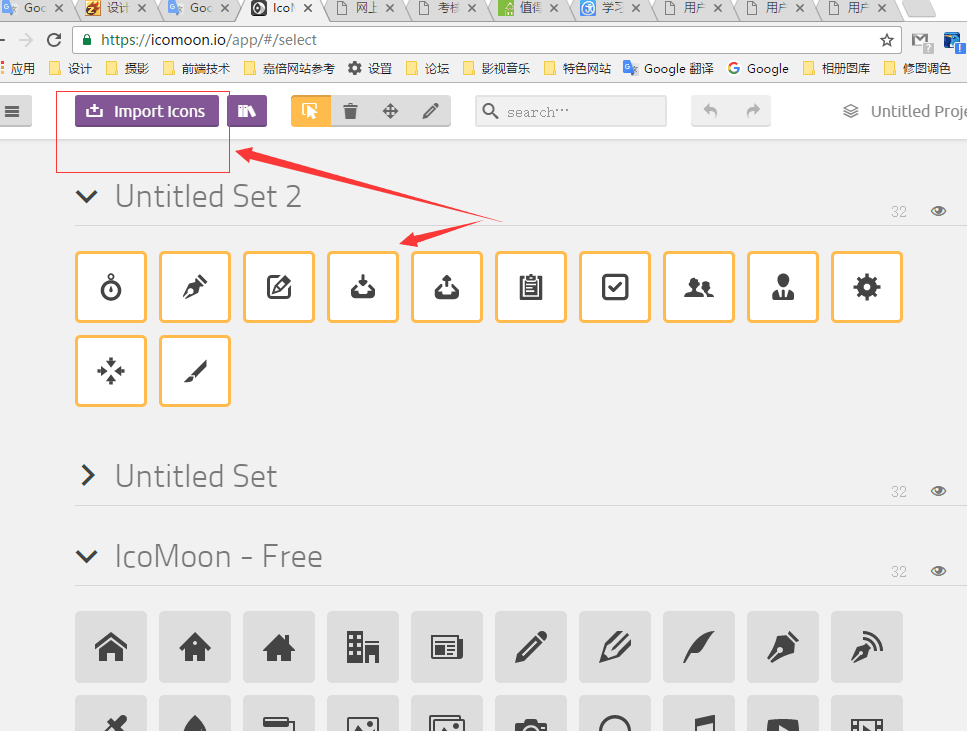 Goo
设计
Goo
IcoM
网上
考核
值得
学习
用户
用户
用户
https://icomoon.io/app/#/select
应用 设计 摄影 前端技术 嘉倍网站参考 设置 论坛 影视音乐 特色网站 Google 翻译 Google 相册图库 修图调色
Import Icons search… Untitled Proje
Untitled Set 2
32
Untitled Set
32
IcoMoon - Free
32